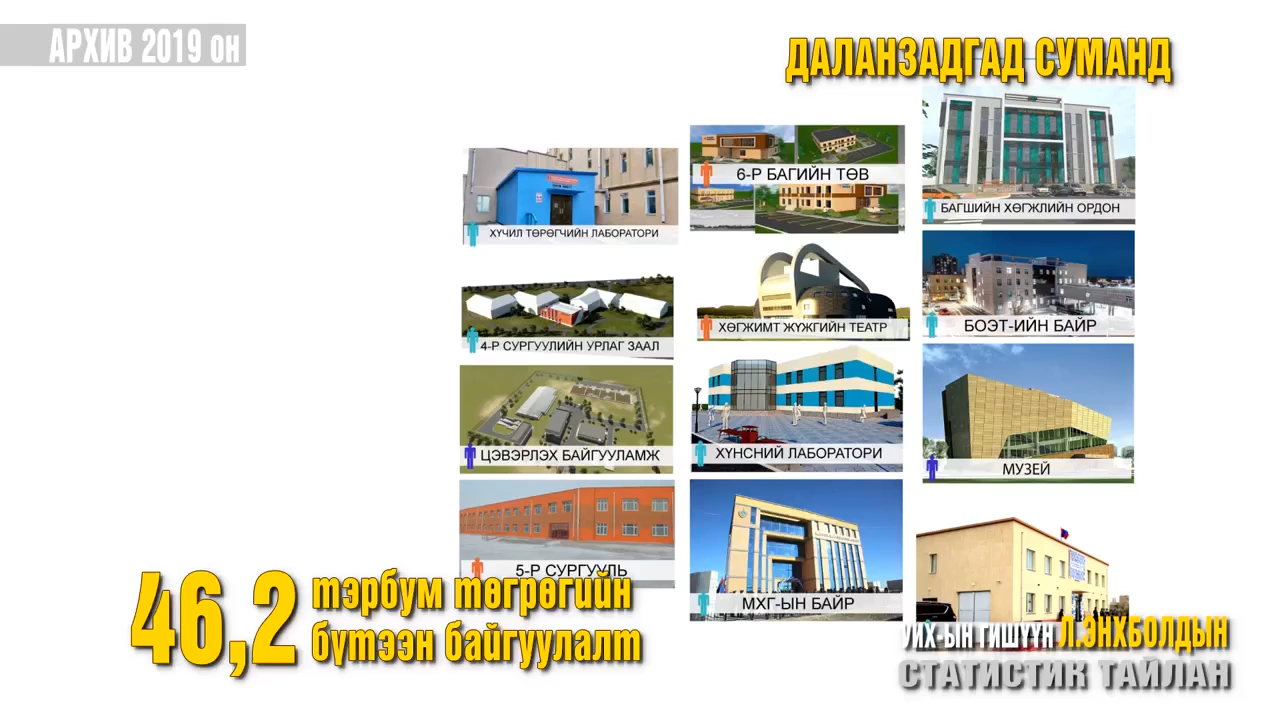 АРХИВ 2019 он
ДАЛАНЗАДГАД СУМАНД
ХҮЧИЛ ТӨРӨГЧИЙН ЛАБОРАТОРИ
6-Р БАГИЙН ТӨВ
БАГШИЙН ХӨГЖЛИЙН ОРДОН
4-Р СУРГУУЛИЙН УРЛАГ ЗААЛ
ХӨГЖИМТ ЖҮЖГИЙН ТЕАТР
БОЭТ-ИЙН БАЙР
ЦЭВЭРЛЭХ БАЙГУУЛАМЖ
ХҮНСНИЙ ЛАБОРАТОРИ
МУЗЕЙ
5-Р СУРГУУЛЬ
МХГ-ЫН БАЙР
46,2 тэрбум төгрөгийн
бүтээн байгуулалт
УИХ-ЫН ГИШҮҮН Л.ЭНХБОЛДЫН
СТАТИСТИК ТАЙЛАН